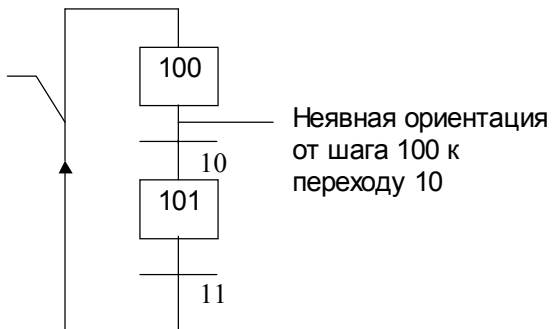 100
Неявная ориентация
от шага 100 к
переходу 10
10
101
11